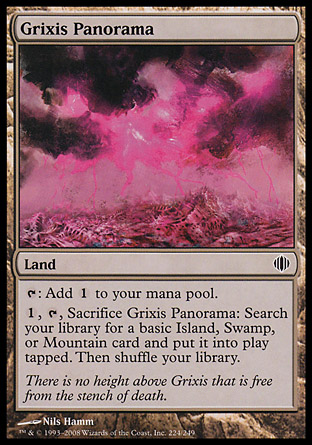 Grixis Panorama
Land
: Add 1 to your mana pool.
1, , Sacrifice Grixis Panorama: Search
your library for a basic Island, Swamp,
or Mountain card and put it into play
tapped. Then shuffle your library.
There is no height above Grixis that is free
from the stench of death.
Nils Hamm
™ & © 1993–2008 Wizards of the Coast, Inc. 224/249